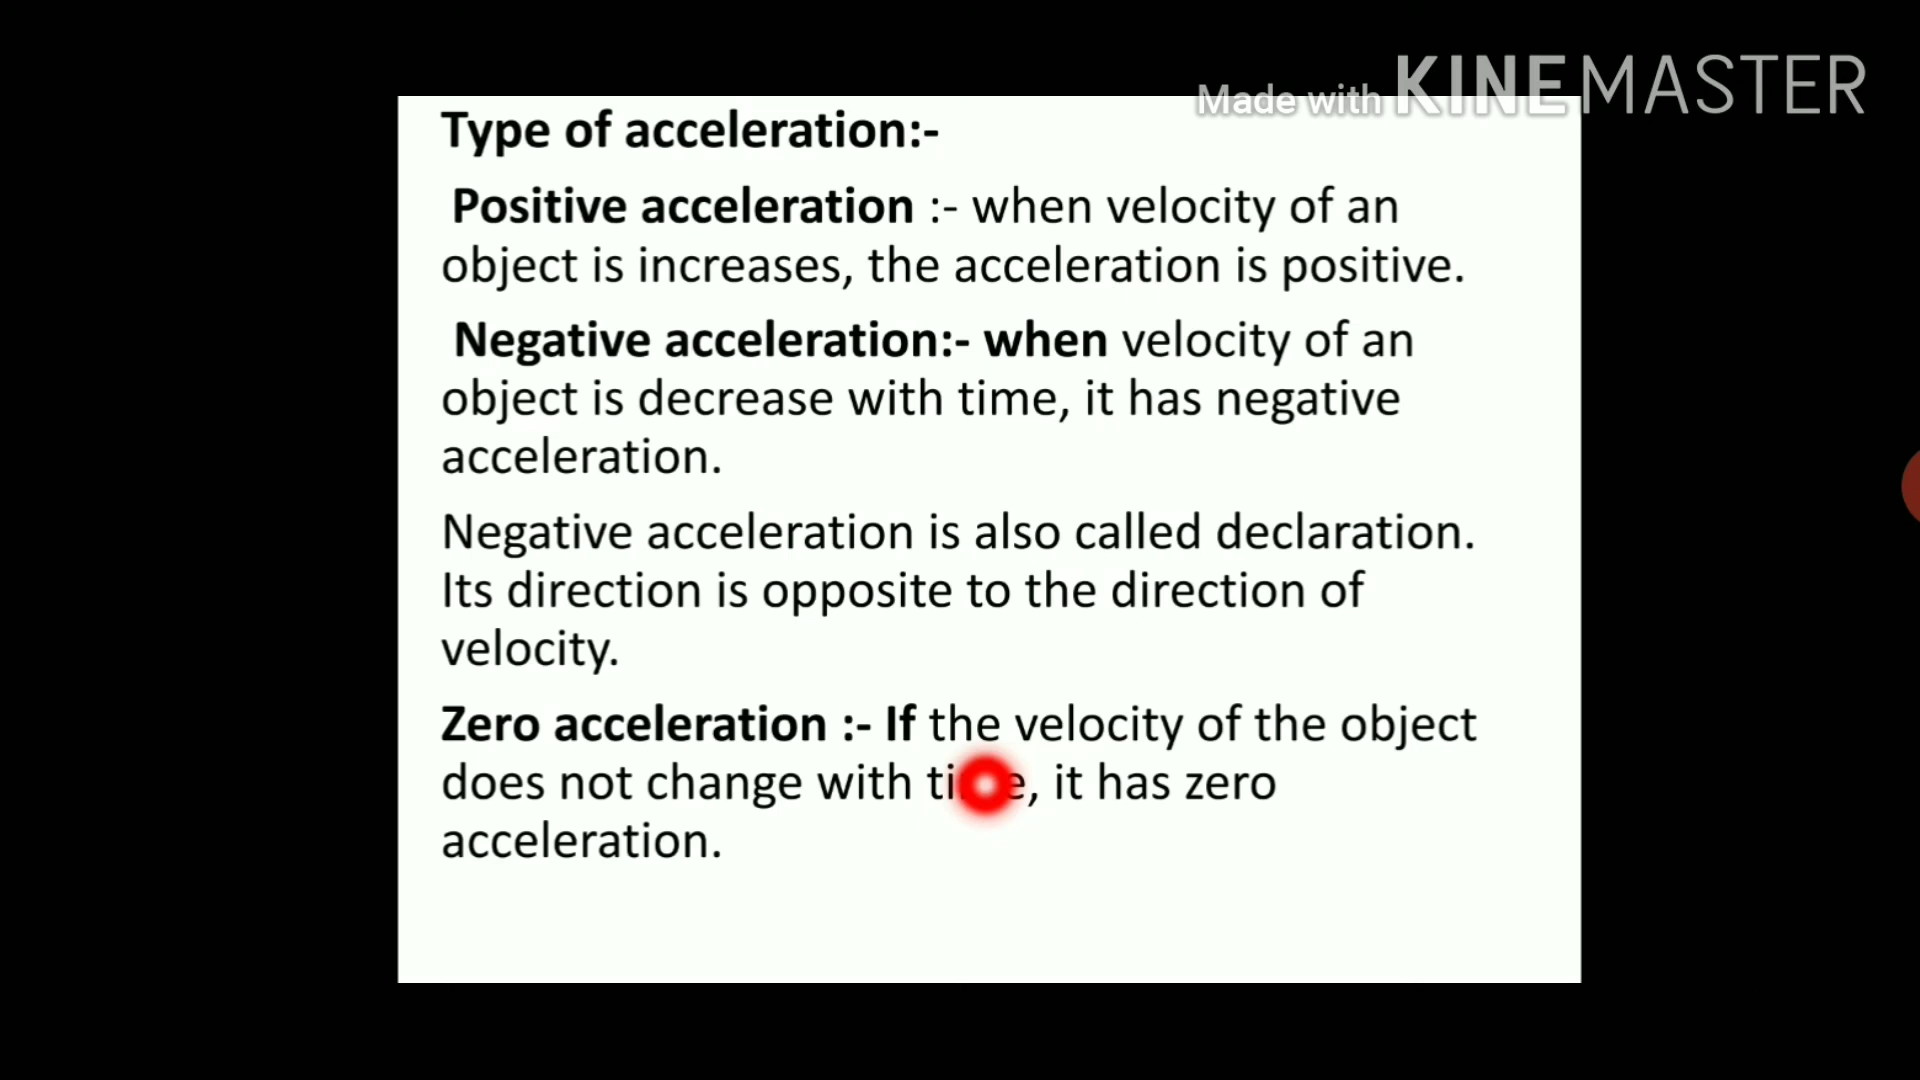 Made with KINEMASTER
Type of acceleration:-
Positive acceleration :- when velocity of an
object is increases, the acceleration is positive.
Negative acceleration:- when velocity of an
object is decrease with time, it has negative
acceleration.
Negative acceleration is also called declaration.
Its direction is opposite to the direction of
velocity.
Zero acceleration :- If the velocity of the object
does not change with time, it has zero
acceleration.